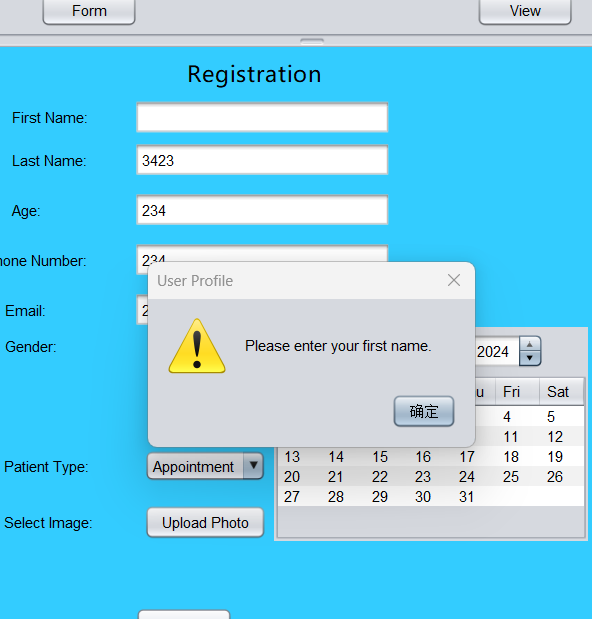 Form View
Registration
First Name:
Last Name: 3423
Age: 234
hone Number: 234
Email: 2
User Profile
Please enter your first name.
确定
Gender:
2024
Fri Sat
4 5
11 12
13 14 15 16 17 18 19
20 21 22 23 24 25 26
27 28 29 30 31
Patient Type: Appointment
Select Image: Upload Photo